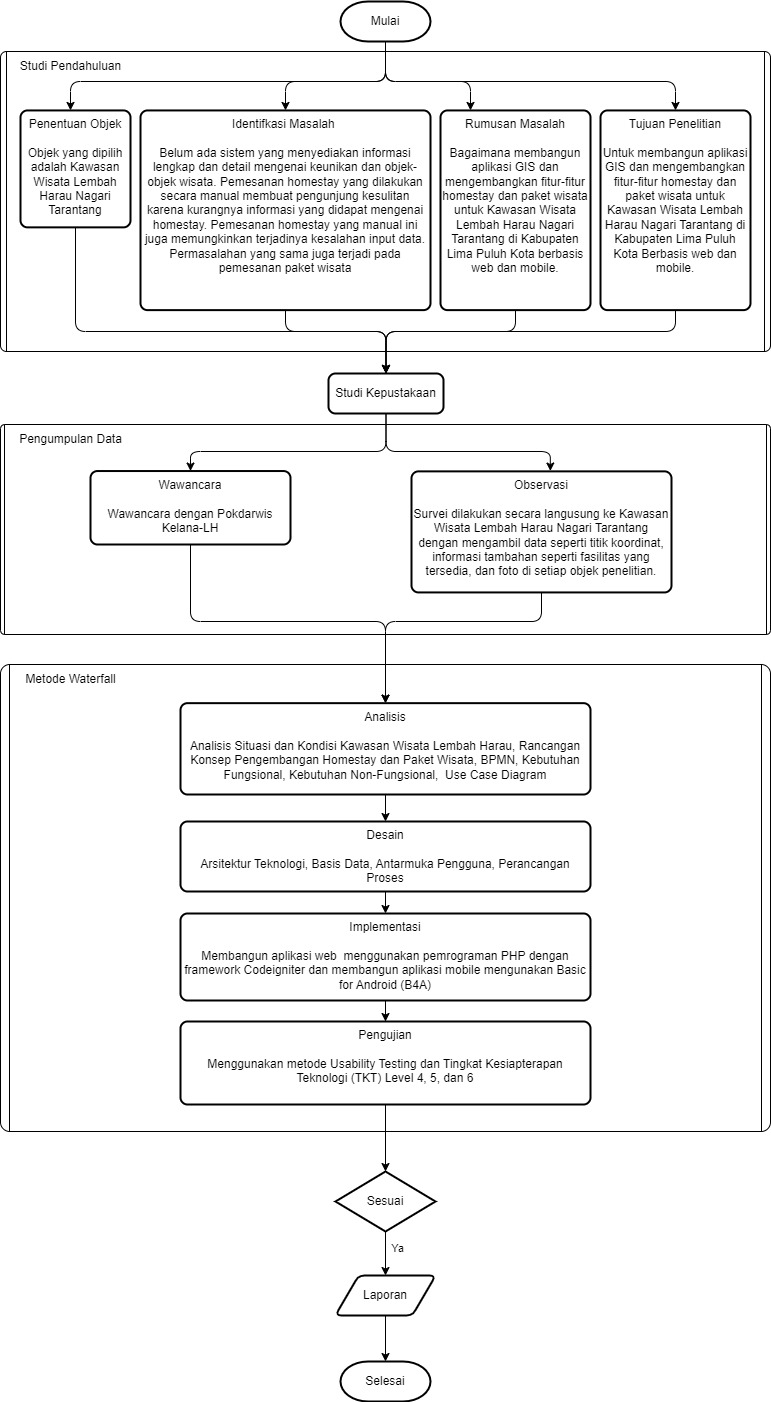 Mulai
Studi Pendahuluan
Penentuan Objek
Objek yang dipilih
adalah Kawasan
Wisata Lembah
Harau Nagari
Tarantang
Identifkasi Masalah
Belum ada sistem yang menyediakan informasi
lengkap dan detail mengenai keunikan dan objek-
objek wisata. Pemesanan homestay yang dilakukan
secara manual membuat pengunjung kesulitan
karena kurangnya informasi yang didapat mengenai
homestay. Pemesanan homestay yang manual ini
juga memungkinkan terjadinya kesalahan input data.
Permasalahan yang sama juga terjadi pada
pemesanan paket wisata
Rumusan Masalah
Bagaimana membangun
aplikasi GIS dan
mengembangkan fitur-fitur
homestay dan paket wisata
untuk Kawasan Wisata
Lembah Harau Nagari
Tarantang di Kabupaten
Lima Puluh Kota berbasis
web dan mobile.
Tujuan Penelitian
Untuk membangun aplikasi
GIS dan mengembangkan
fitur-fitur homestay dan
paket wisata untuk
Kawasan Wisata Lembah
Harau Nagari Tarantang di
Kabupaten Lima Puluh
Kota Berbasis web dan
mobile.
Studi Kepustakaan
Pengumpulan Data
Wawancara
Wawancara dengan Pokdarwis
Kelana-LH
Observasi
Survei dilakukan secara langusung ke Kawasan
Wisata Lembah Harau Nagari Tarantang
dengan mengambil data seperti titik koordinat,
informasi tambahan seperti fasilitas yang
tersedia, dan foto di setiap objek penelitian.
Metode Waterfall
Analisis
Analisis Situasi dan Kondisi Kawasan Wisata Lembah Harau, Rancangan
Konsep Pengembangan Homestay dan Paket Wisata, BPMN, Kebutuhan
Fungsional, Kebutuhan Non-Fungsional,  Use Case Diagram
Desain
Arsitektur Teknologi, Basis Data, Antarmuka Pengguna, Perancangan
Proses
Implementasi
Membangun aplikasi web  menggunakan pemrograman PHP dengan
framework Codeigniter dan membangun aplikasi mobile mengunakan Basic
for Android (B4A)
Pengujian
Menggunakan metode Usability Testing dan Tingkat Kesiapterapan
Teknologi (TKT) Level 4, 5, dan 6
Sesuai
Ya
Laporan
Selesai